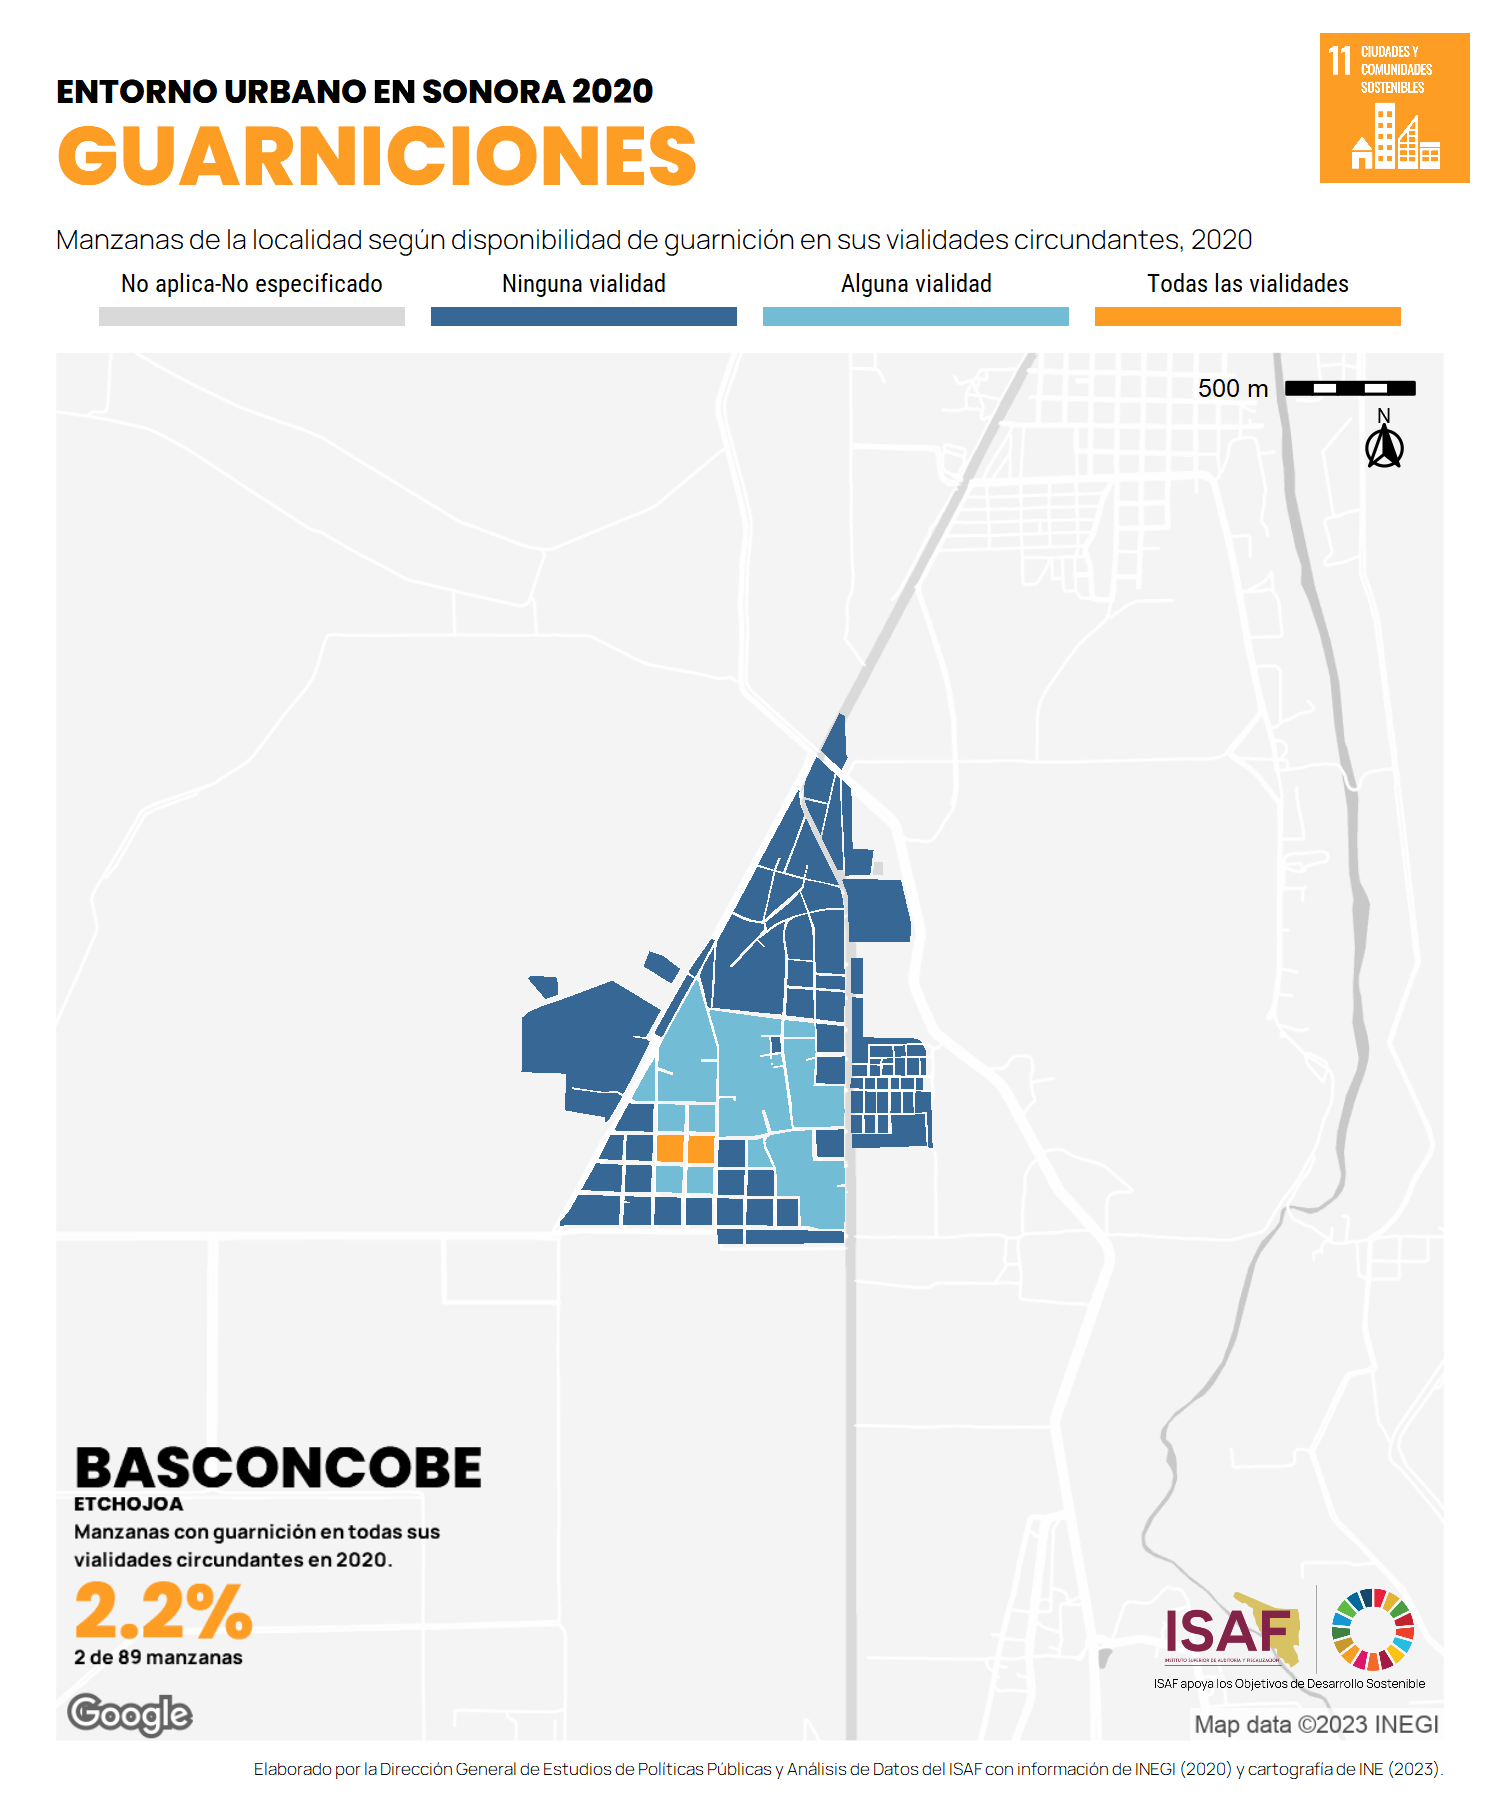 11 CIUDADES Y
COMUNIDADES
SOSTENIBLES
ENTORNO URBANO EN SONORA 2020
GUARNICIONES
Manzanas de la localidad según disponibilidad de guarnición en sus vialidades circundantes, 2020
No aplica-No especificado Ninguna vialidad Alguna vialidad Todas las vialidades
500 m
N
BASCONCOBE
ETCHOJOA
Manzanas con guarnición en todas sus
vialidades circundantes en 2020.
2.2%
2 de 89 manzanas
Google
ISAF
INSTITUTO SUPERIOR DE AUDITORÍA Y FISCALIZACIÓN
ISAF apoya los Objetivos de Desarrollo Sostenible
Map data ©2023 INEGI
Elaborado por la Dirección General de Estudios de Políticas Públicas y Análisis de Datos del ISAF con información de INEGI (2020) y cartografía de INE (2023).